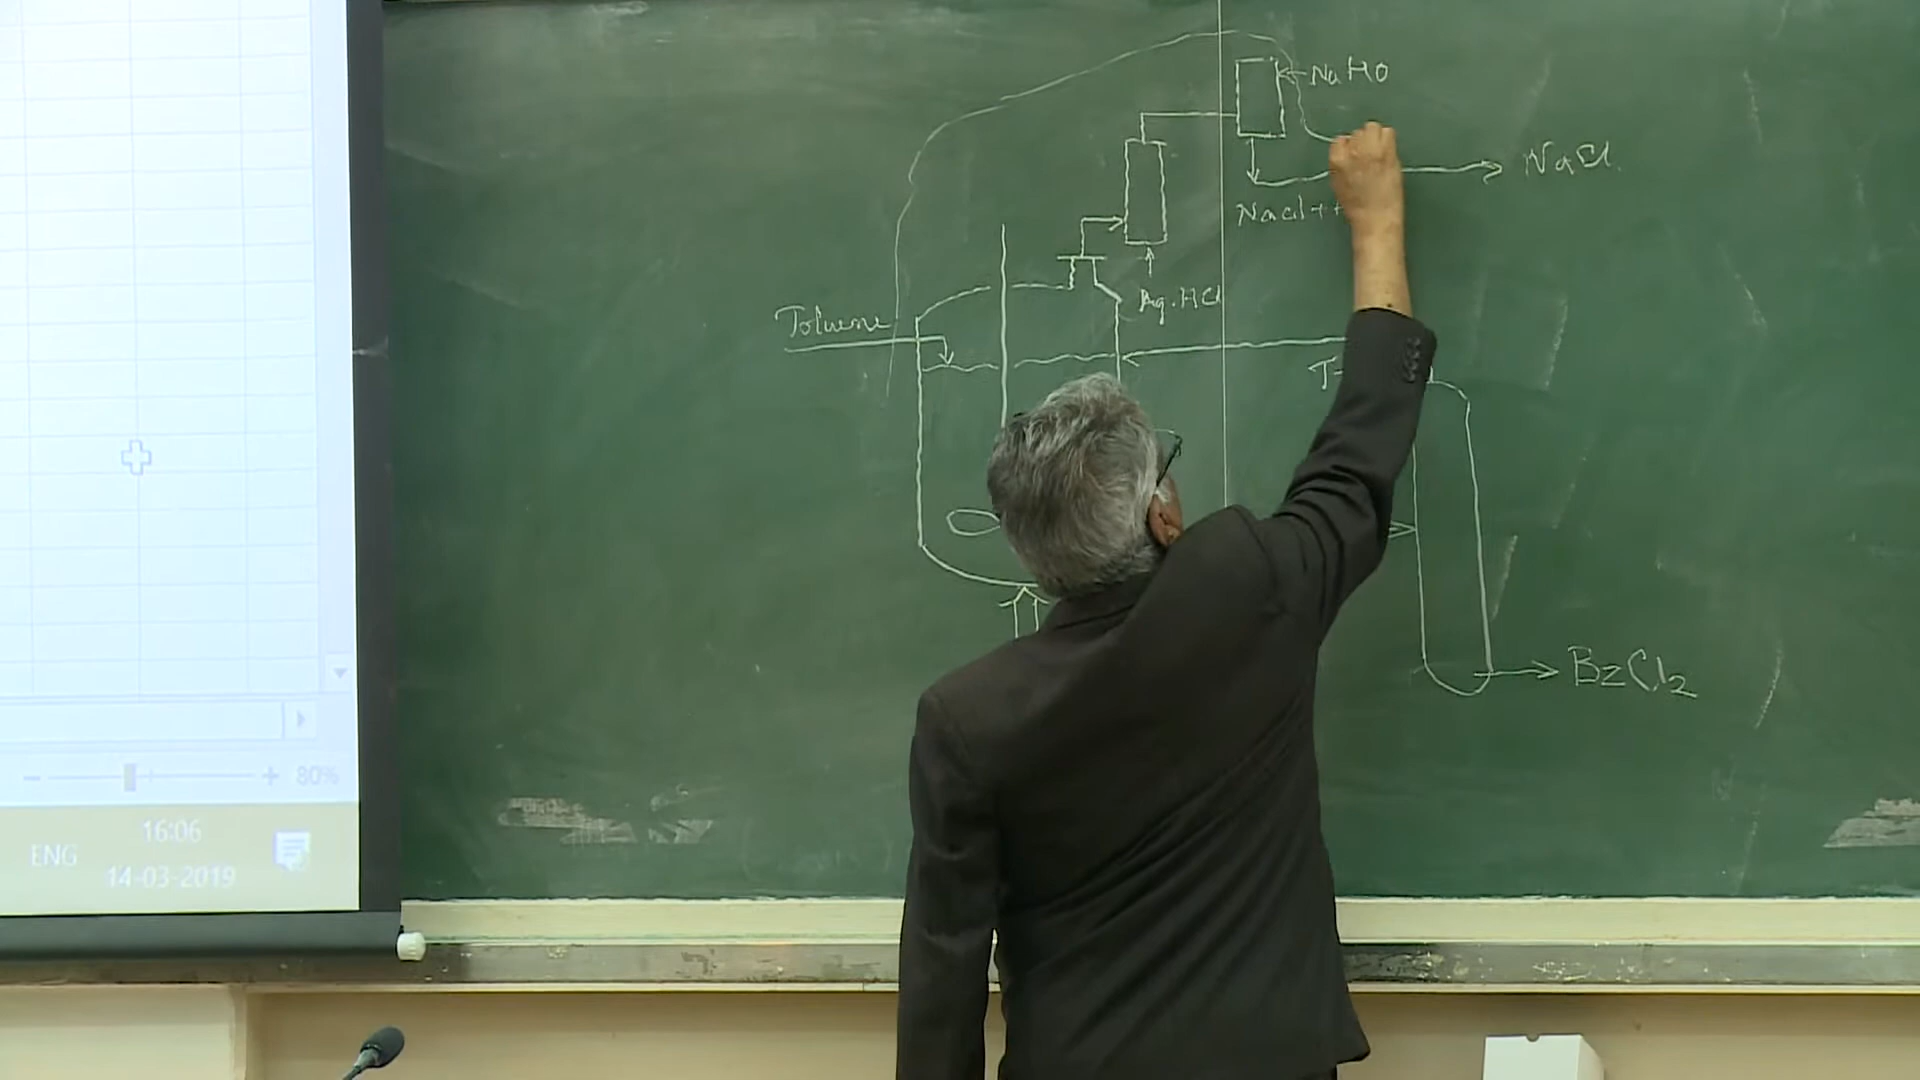 NaHO
NaCl
NaCl++
Toluene
Aq. HCl
T-
BzCl2
80%
16:06
ENG
14-03-2019